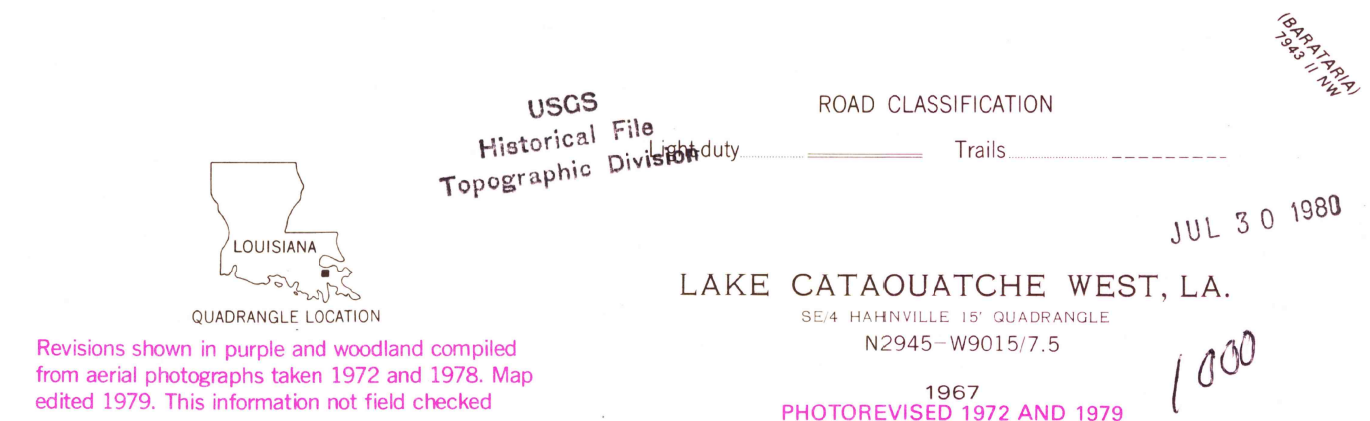 (BARATARIA)
7943 II NW
USGS
Historical File
Topographic Division
ROAD CLASSIFICATION
Light-duty Trails
JUL 30 1980
LOUISIANA
QUADRANGLE LOCATION
Revisions shown in purple and woodland compiled
from aerial photographs taken 1972 and 1978. Map
edited 1979. This information not field checked
LAKE CATAOUATCHE WEST, LA.
SE/4 HAHNVILLE 15' QUADRANGLE
N2945-W9015/7.5
1967
PHOTOREVISED 1972 AND 1979
1000